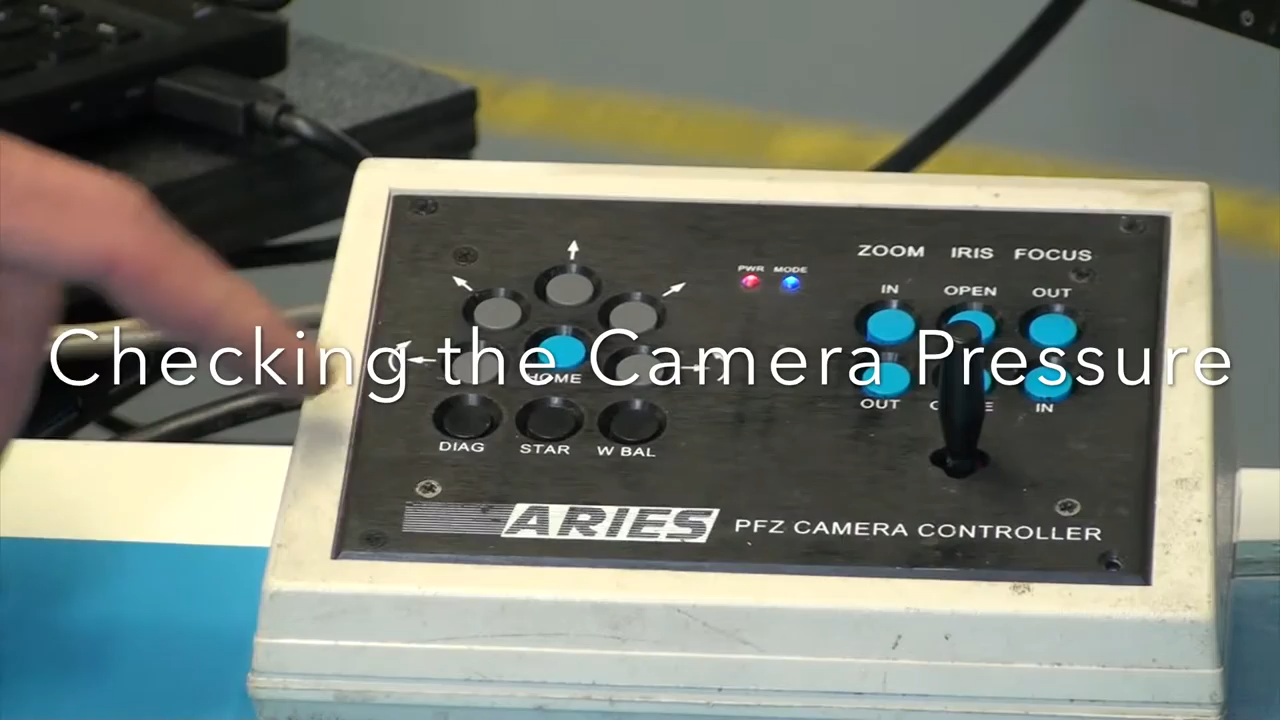 PWR MODE
ZOOM IRIS FOCUS
IN OPEN OUT
Checking the Camera Pressure
HOME
OUT IN
DIAG STAR W BAL
ARIES PFZ CAMERA CONTROLLER